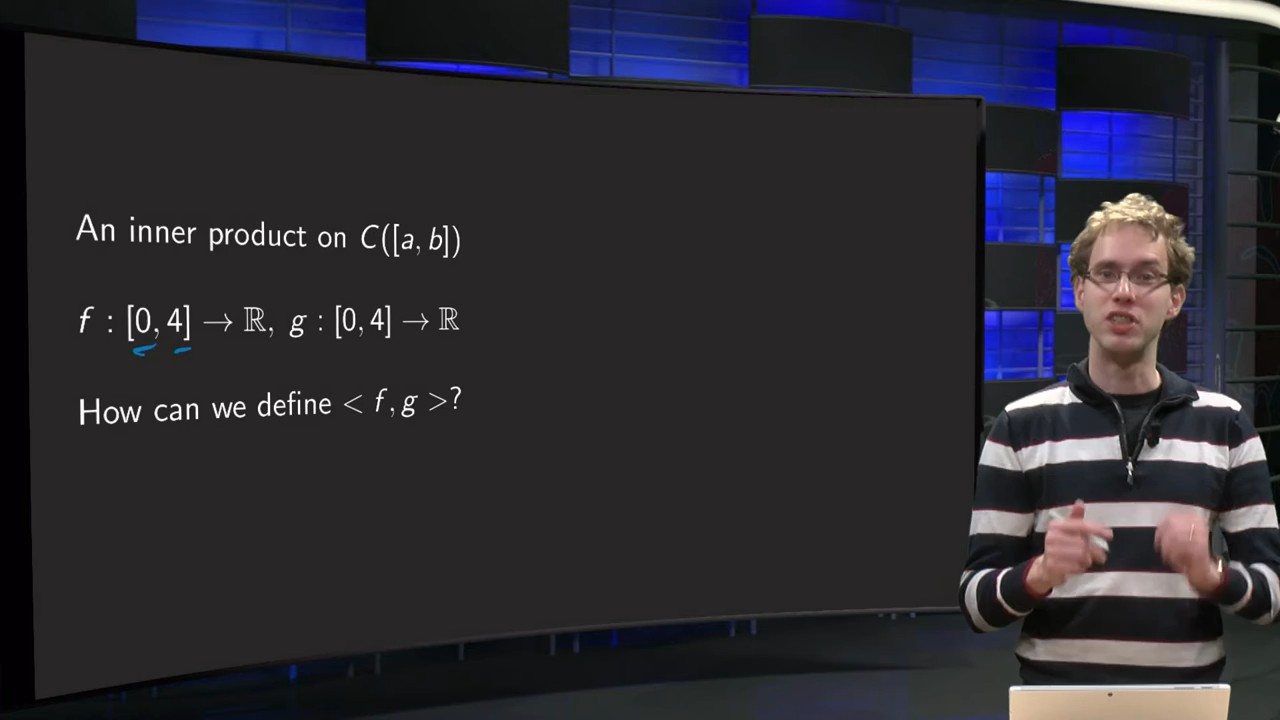 An inner product on C([a, b])
f : [0, 4] → ℝ, g : [0, 4] → ℝ
How can we define < f, g >?